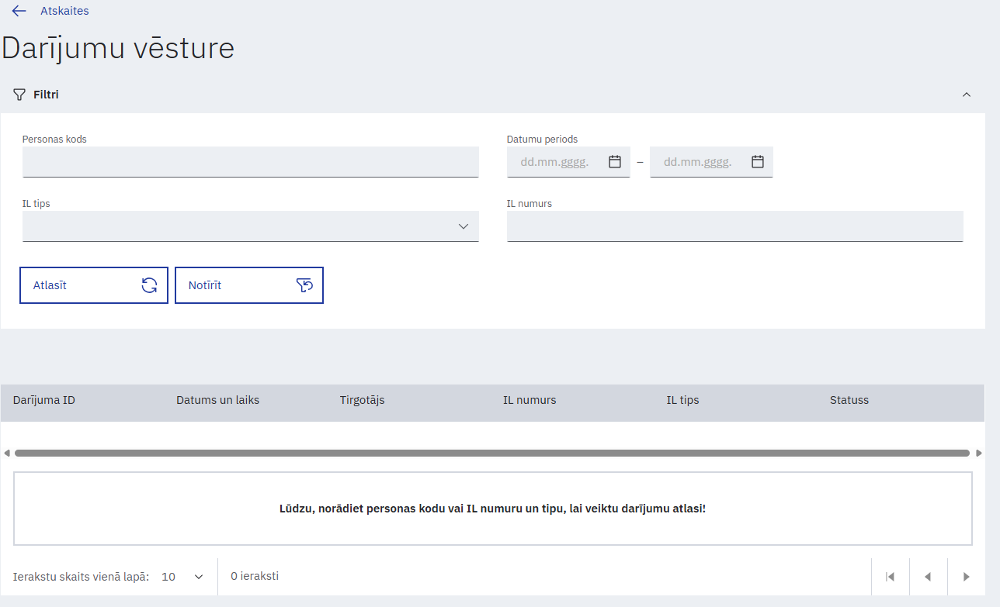 Atskaites
Darījumu vēsture
Filtri
Personas kods
Datumu periods
dd.mm.gggg. – dd.mm.gggg.
IL tips
IL numurs
Atlasīt
Notīrīt
Darījuma ID Datums un laiks Tirgotājs IL numurs IL tips Statuss
Lūdzu, norādiet personas kodu vai IL numuru un tipu, lai veiktu darījumu atlasi!
Ierakstu skaits vienā lapā: 10 0 ieraksti